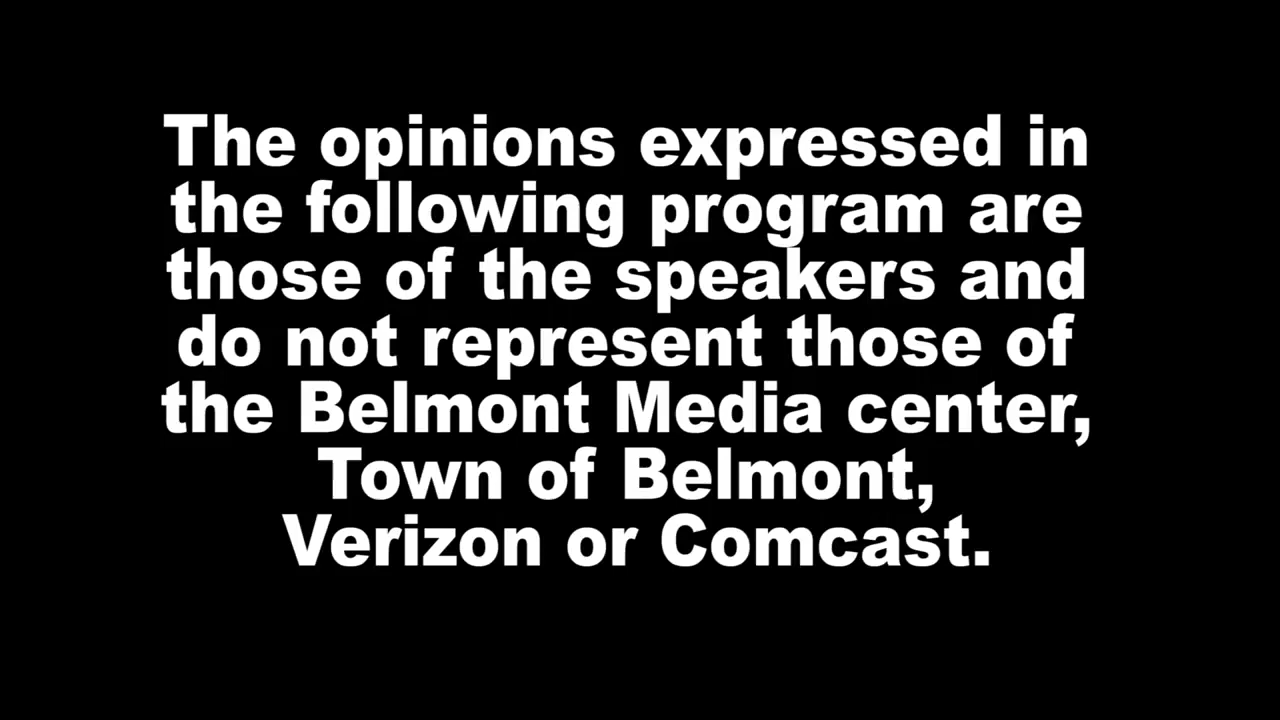 The opinions expressed in
the following program are
those of the speakers and
do not represent those of
the Belmont Media center,
Town of Belmont,
Verizon or Comcast.